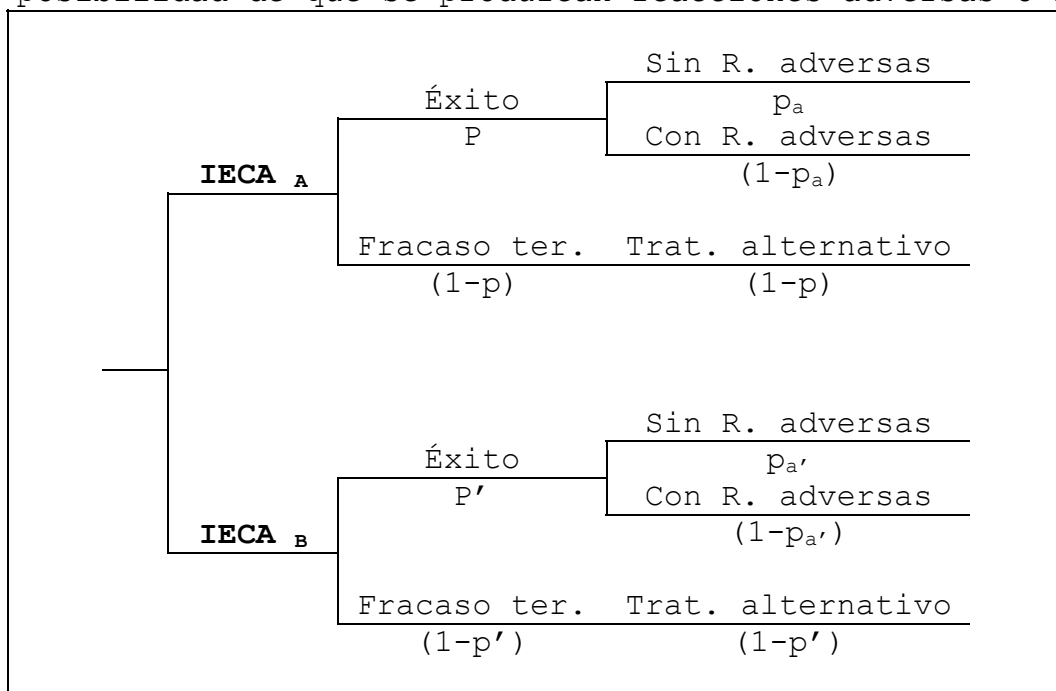 posibilidad de que se produzcan reacciones adversas o
Sin R. adversas
Éxito
pa
P
Con R. adversas
IECA A
(1-pa)
Fracaso ter. Trat. alternativo
(1-p) (1-p)
Sin R. adversas
Éxito
pa'
P'
Con R. adversas
IECA B
(1-pa')
Fracaso ter. Trat. alternativo
(1-p') (1-p')